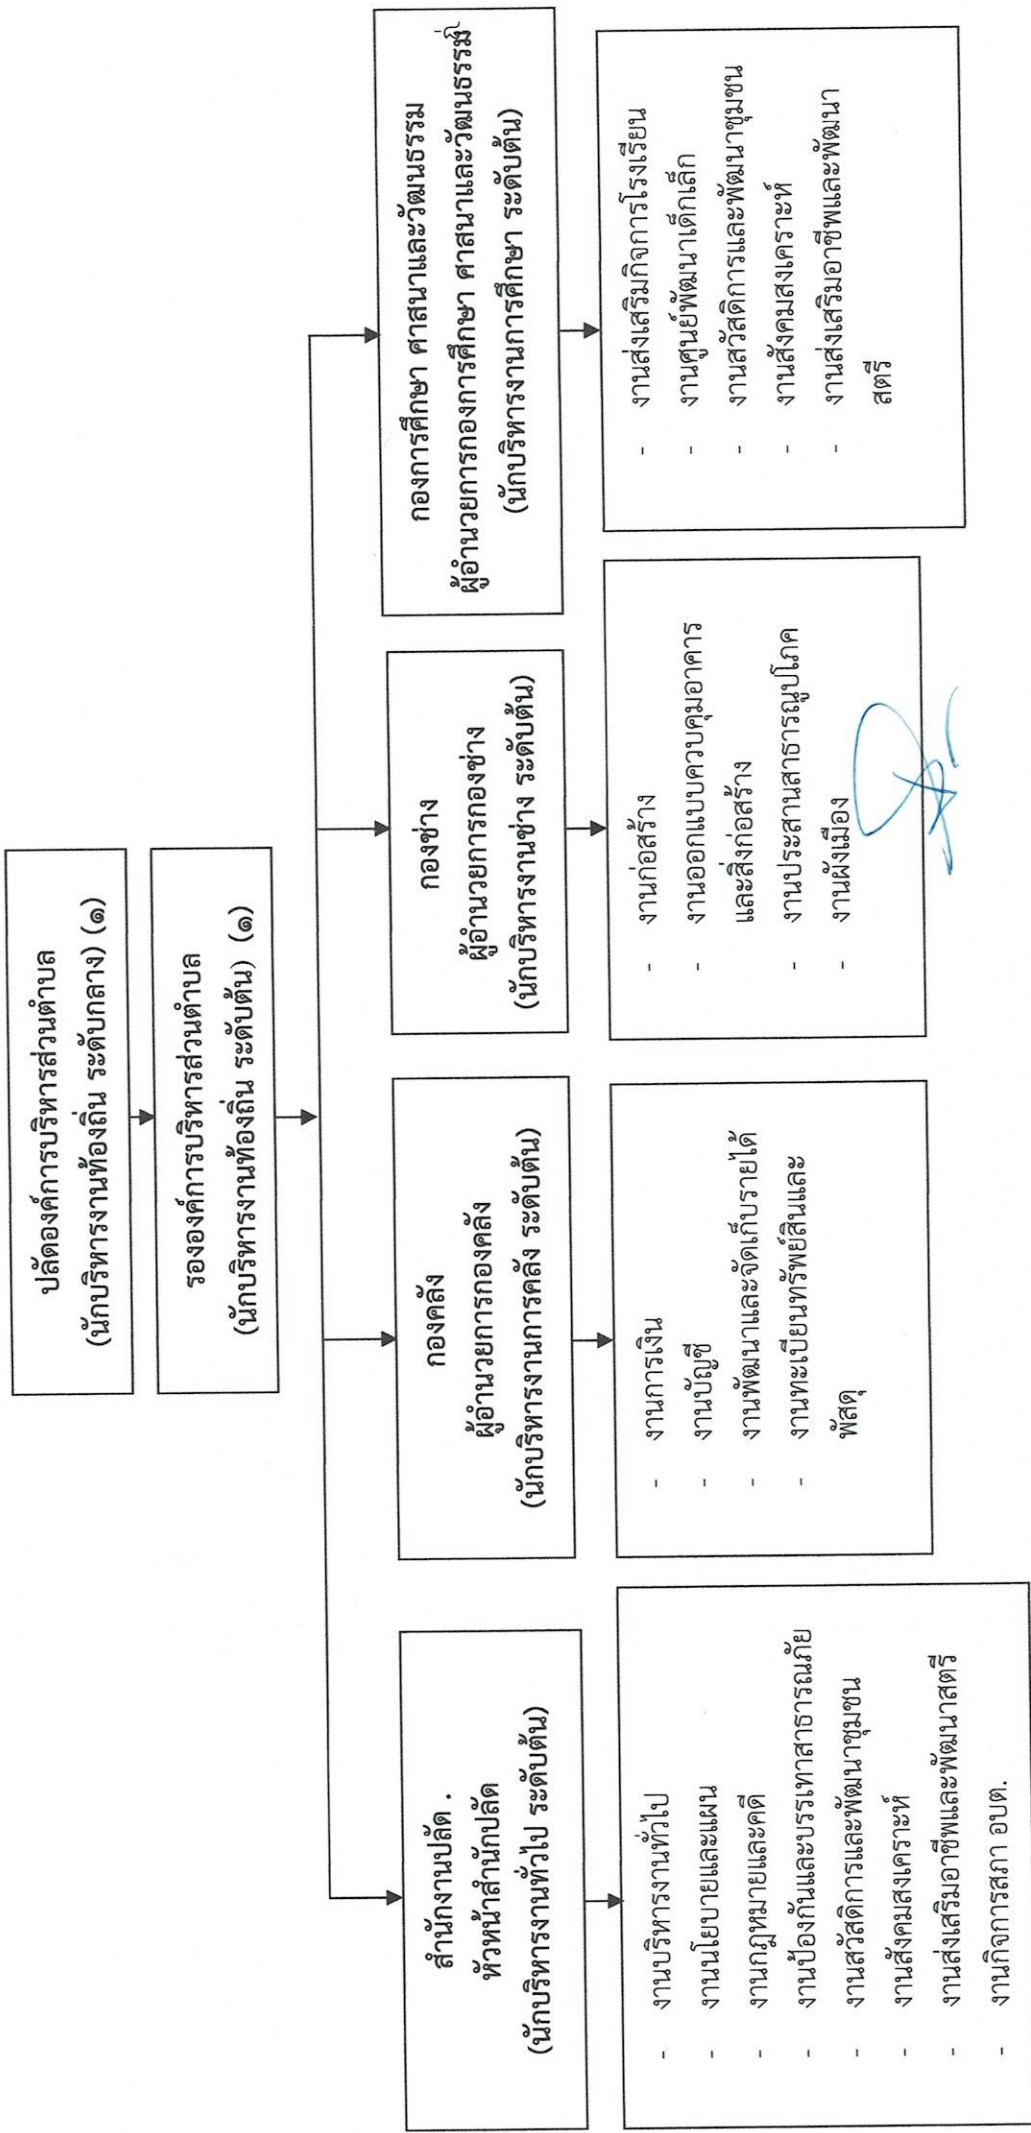 ปลัดองค์การบริหารส่วนตำบล
(นักบริหารงานท้องถิ่น ระดับกลาง) (๑)
รององค์การบริหารส่วนตำบล
(นักบริหารงานท้องถิ่น ระดับต้น) (๑)
สำนักงานปลัด .
หัวหน้าสำนักปลัด
(นักบริหารงานทั่วไป ระดับต้น)
- งานบริหารงานทั่วไป
- งานนโยบายและแผน
- งานกฎหมายและคดี
- งานป้องกันและบรรเทาสาธารณภัย
- งานสวัสดิการและพัฒนาชุมชน
- งานสังคมสงเคราะห์
- งานส่งเสริมอาชีพและพัฒนาสตรี
- งานกิจการสภา อบต.
กองคลัง
ผู้อำนวยการกองคลัง
(นักบริหารงานการคลัง ระดับต้น)
- งานการเงิน
- งานบัญชี
- งานพัฒนาและจัดเก็บรายได้
- งานทะเบียนทรัพย์สินและ
พัสดุ
กองช่าง
ผู้อำนวยการกองช่าง
(นักบริหารงานช่าง ระดับต้น)
- งานก่อสร้าง
- งานออกแบบควบคุมอาคาร
และสิ่งก่อสร้าง
- งานประสานสาธารณูปโภค
- งานผังเมือง
กองการศึกษา ศาสนาและวัฒนธรรม
ผู้อำนวยการกองการศึกษา ศาสนาและวัฒนธรรม
(นักบริหารงานการศึกษา ระดับต้น)
- งานส่งเสริมกิจการโรงเรียน
- งานศูนย์พัฒนาเด็กเล็ก
- งานสวัสดิการและพัฒนาชุมชน
- งานสังคมสงเคราะห์
- งานส่งเสริมอาชีพและพัฒนา
สตรี